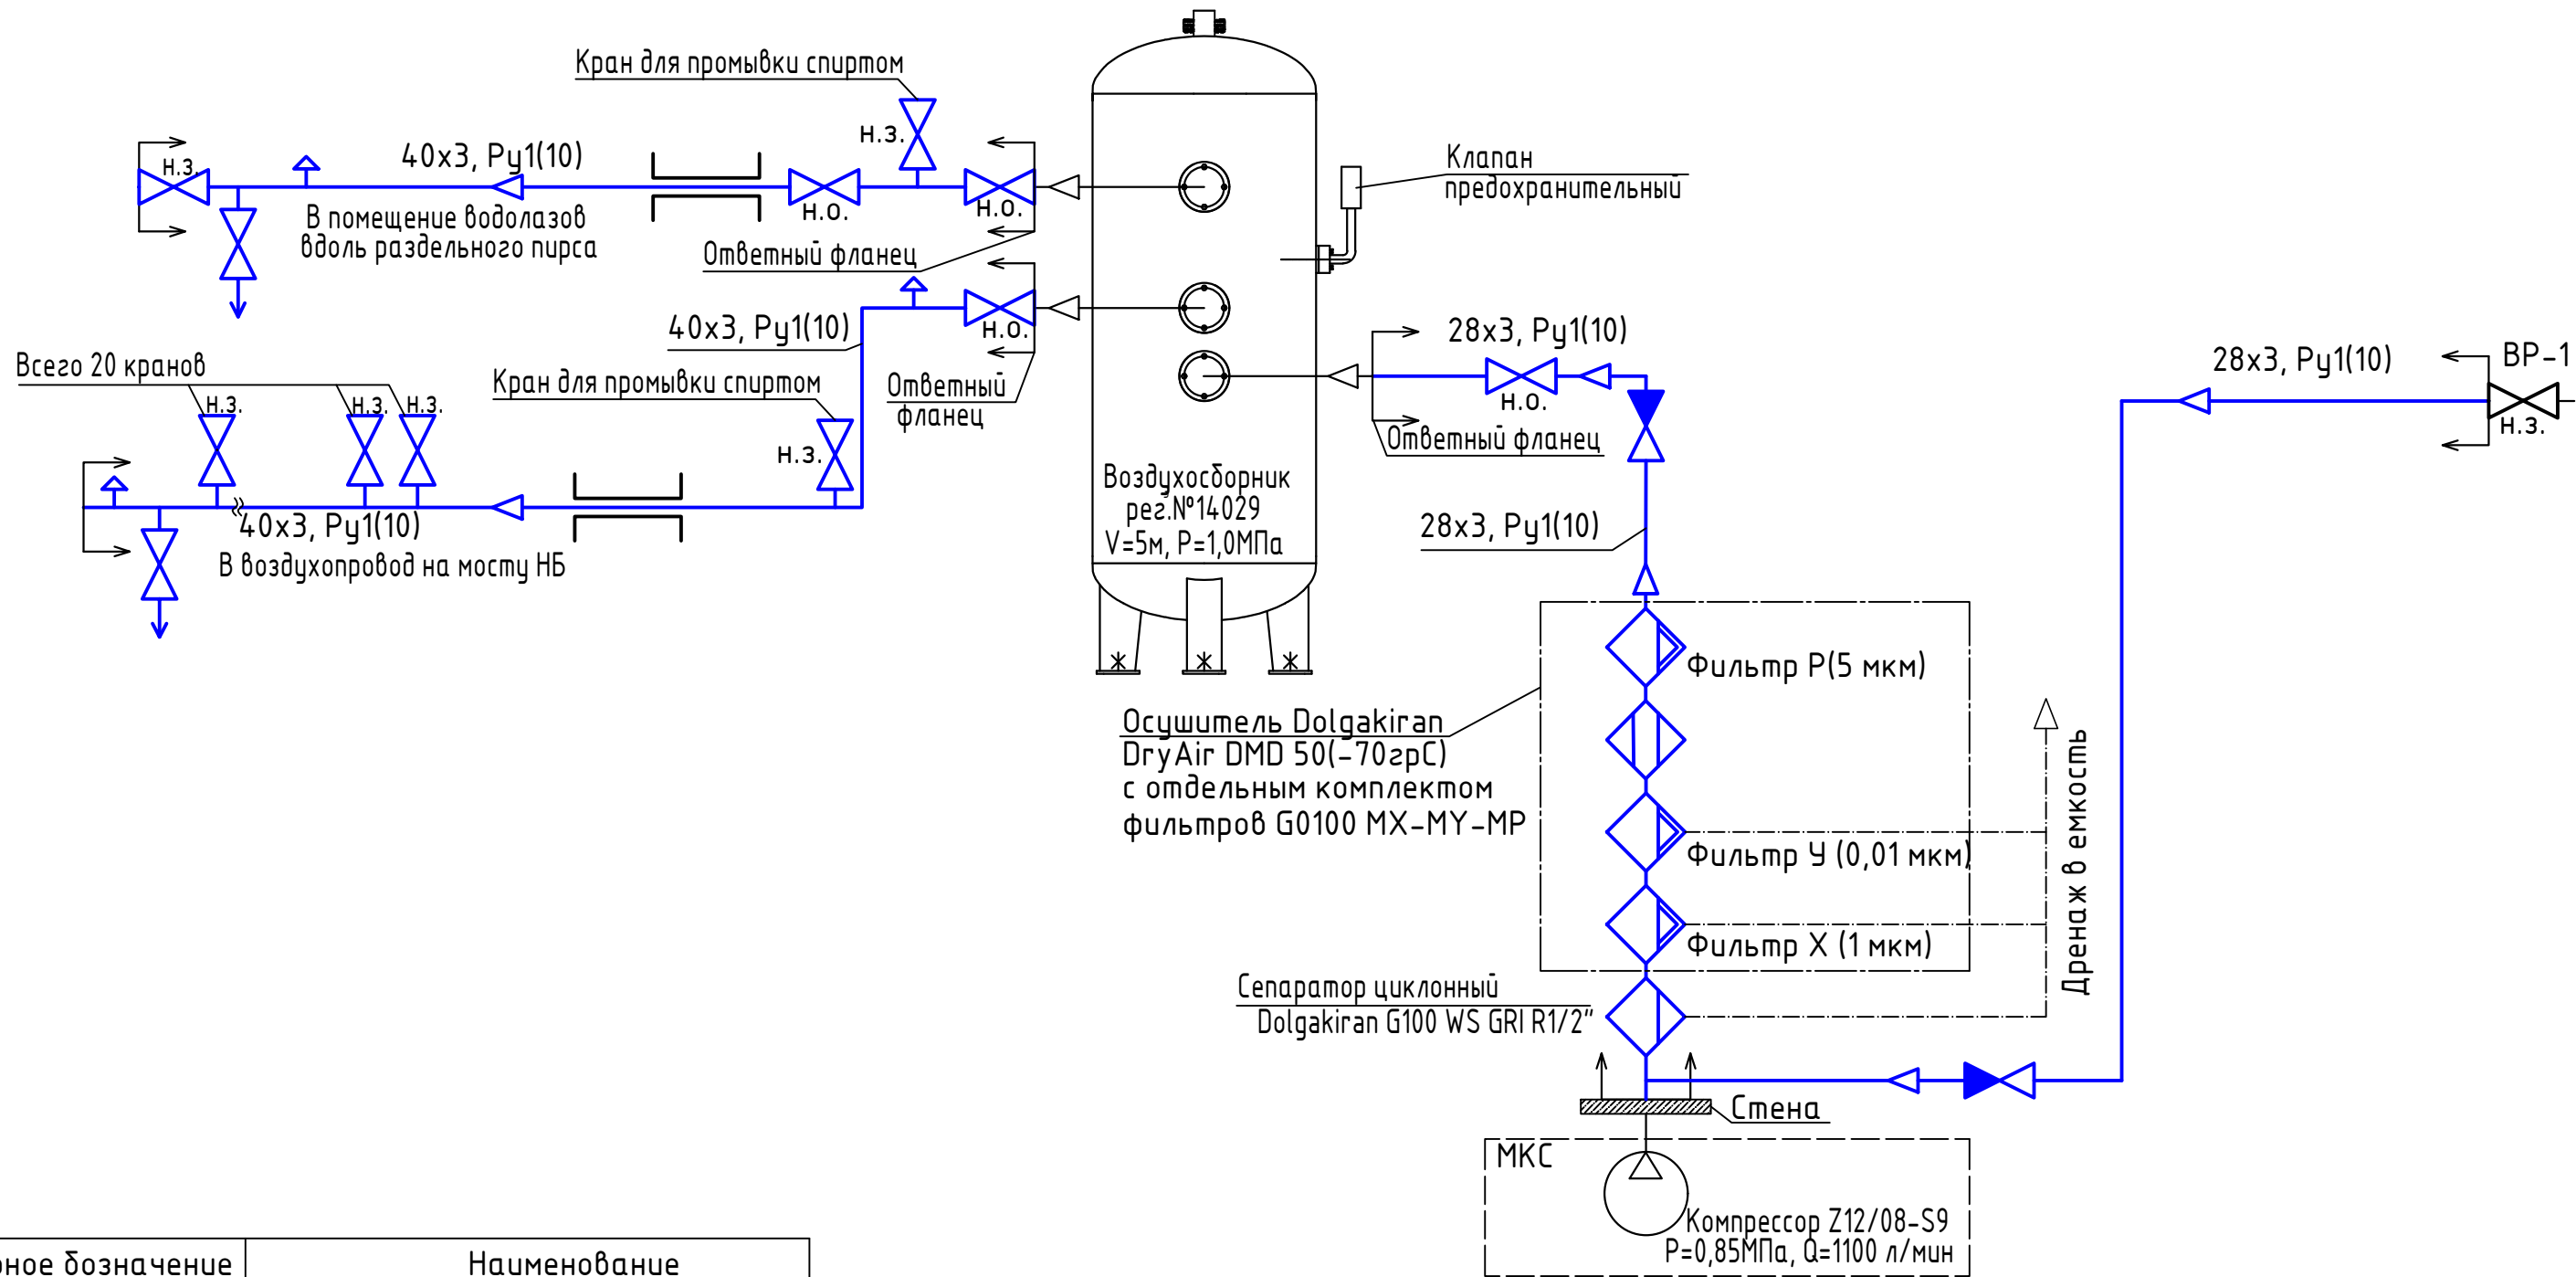 Кран для промывки спиртом
н.з.
н.з.
40х3, Ру1(10)
В помещение водолазов
вдоль раздельного пирса
н.о.
н.о.
Ответный фланец
Клапан
предохранительный
40х3, Ру1(10)
н.о.
Ответный
фланец
Всего 20 кранов
н.з.
н.з.
н.з.
Кран для промывки спиртом
н.з.
40х3, Ру1(10)
В воздухопровод на мосту НБ
28х3, Ру1(10)
н.о.
Ответный фланец
28х3, Ру1(10)
ВР-1
н.з.
Воздухосборник
рег.№14029
V=5м, Р=1,0МПа
28х3, Ру1(10)
Фильтр Р(5 мкм)
Осушитель Dolgakiran
DryAir DMD 50(-70грС)
с отдельным комплектом
фильтров G0100 MX-MY-MP
Фильтр У (0,01 мкм)
Фильтр Х (1 мкм)
Дренаж в емкость
Сепаратор циклонный
Dolgakiran G100 WS GRI R1/2"
Стена
МКС
Компрессор Z12/08-S9
Р=0,85МПа, Q=1100 л/мин
бозначение
Наименование